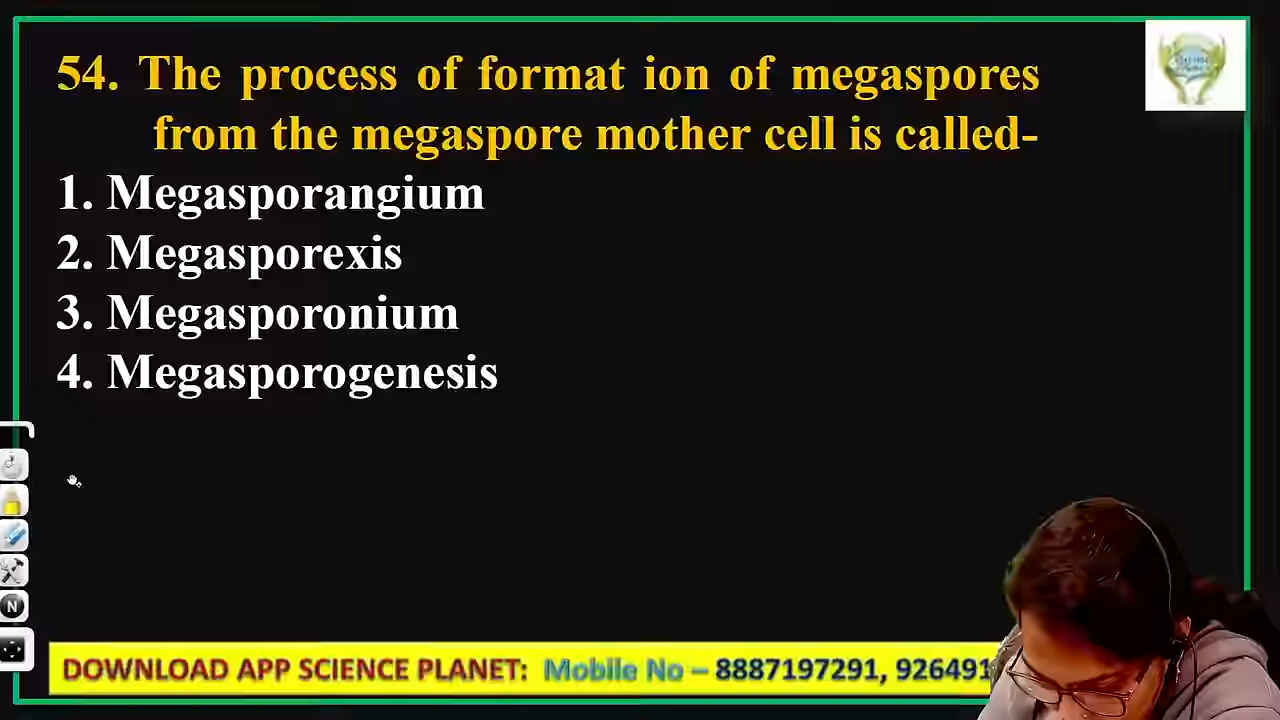 54. The process of format ion of megaspores
from the megaspore mother cell is called-
1. Megasporangium
2. Megasporexis
3. Megasporonium
4. Megasporogenesis
N
DOWNLOAD APP SCIENCE PLANET: Mobile No – 8887197291, 926491